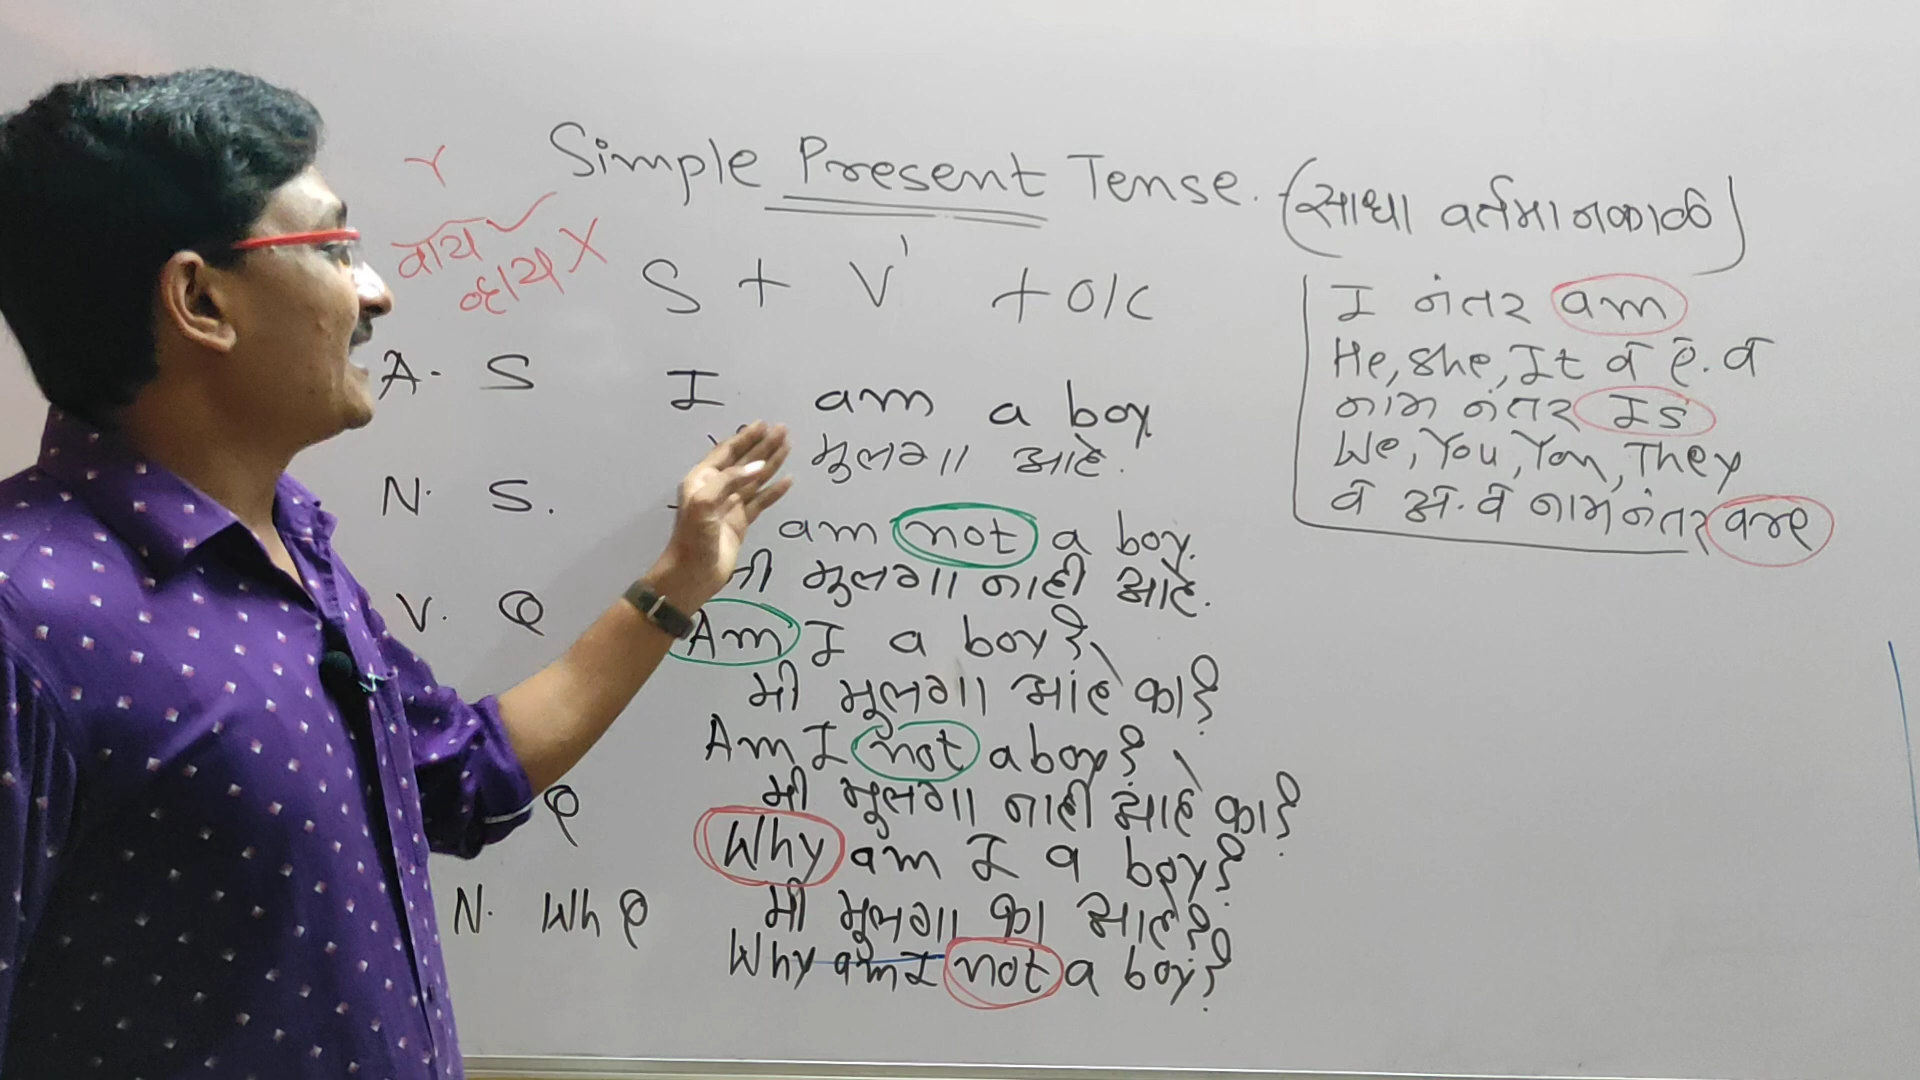 Simple Present Tense. (साधा वर्तमानकाळ)
वाय
व्हाय X
S + V¹ + O/C
I नंतर am
He, She, It व ए. व
नाम नंतर Is
We, You, You, They
व अ. व नाम नंतर are
A. S I am a boy
मुलगा आहे.
N. S. am not a boy.
मी मुलगा नाही आहे.
V. Q Am I a boy?
मी मुलगा आहे का?
Am I not a boy?
मी मुलगा नाही आहे का?
Q Why am I a boy?
मी मुलगा का आहे?
N. Wh Q Why am I not a boy?